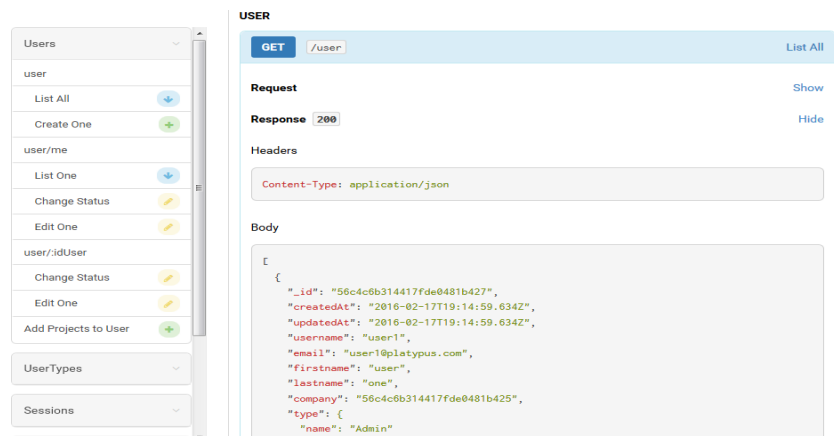 Users
user
List All
Create One
user/me
List One
Change Status
Edit One
user/:idUser
Change Status
Edit One
Add Projects to User
UserTypes
Sessions
USER
GET /user List All
Request Show
Response 200 Hide
Headers
Content-Type: application/json
Body
[
{
"_id": "56c4c6b314417fde0481b427",
"createdAt": "2016-02-17T19:14:59.634Z",
"updatedAt": "2016-02-17T19:14:59.634Z",
"username": "user1",
"email": "user1@platypus.com",
"firstname": "user",
"lastname": "one",
"company": "56c4c6b314417fde0481b425",
"type": {
"name": "Admin"